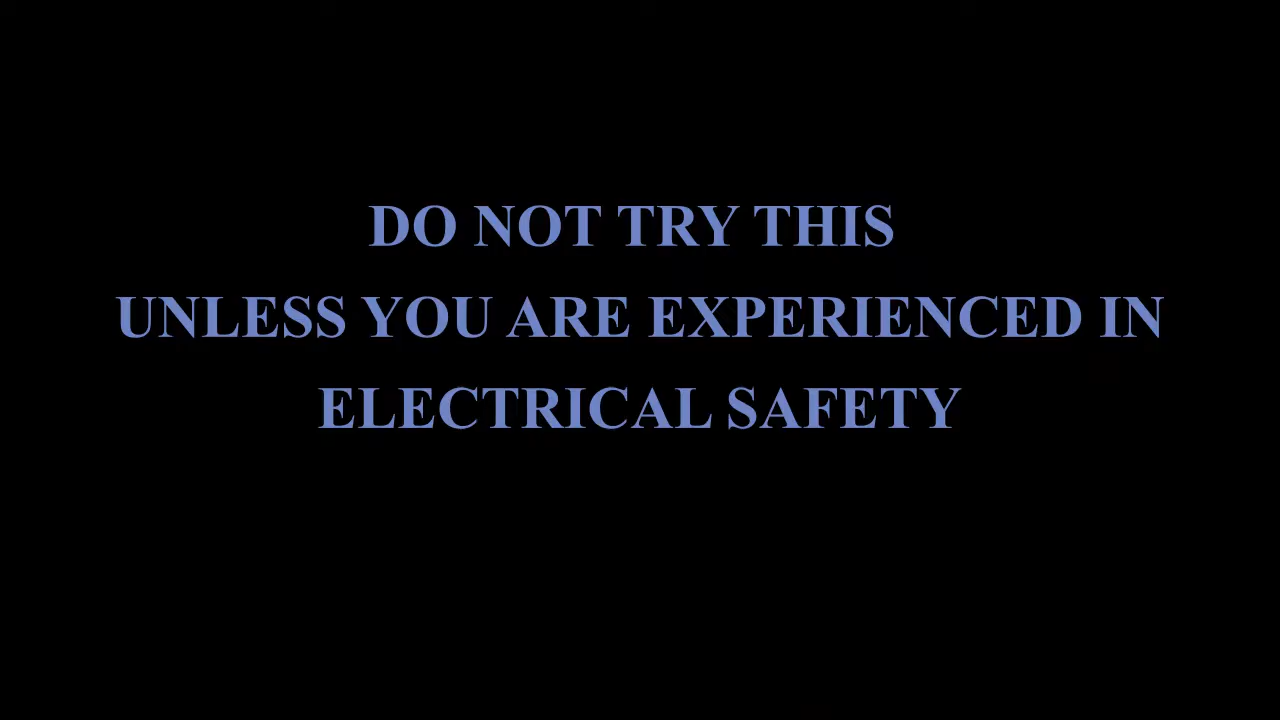 DO NOT TRY THIS
UNLESS YOU ARE EXPERIENCED IN
ELECTRICAL SAFETY